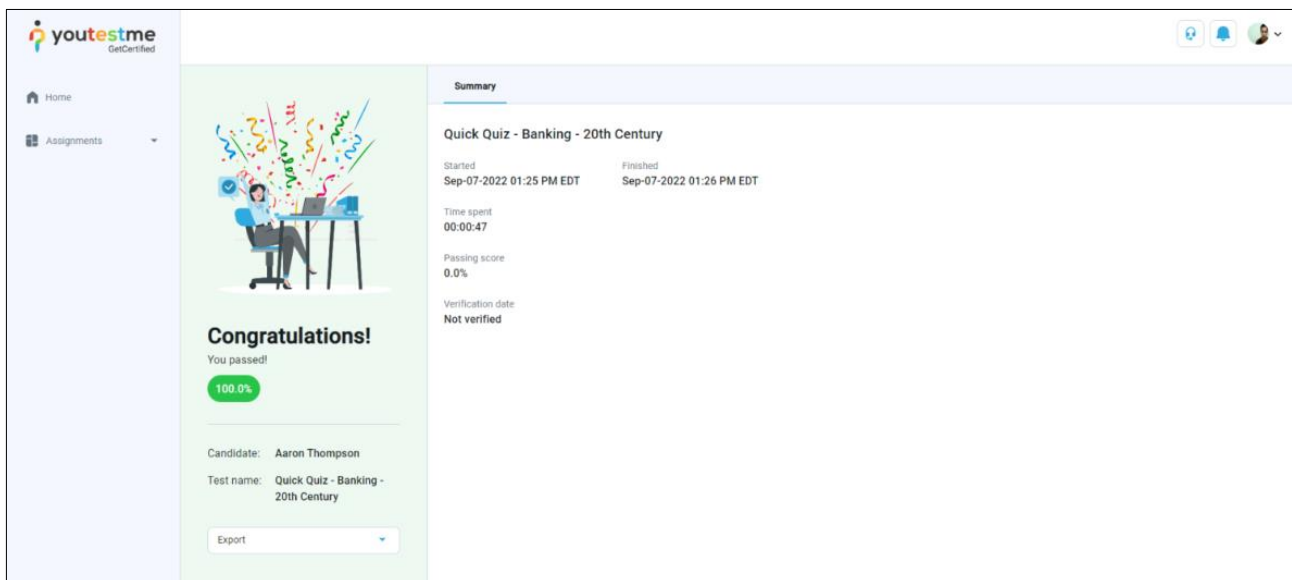 youtestme
GetCertified
Home
Assignments
Congratulations!
You passed!
100.0%
Candidate: Aaron Thompson
Test name: Quick Quiz - Banking -
20th Century
Export
Summary
Quick Quiz - Banking - 20th Century
Started Finished
Sep-07-2022 01:25 PM EDT Sep-07-2022 01:26 PM EDT
Time spent
00:00:47
Passing score
0.0%
Verification date
Not verified